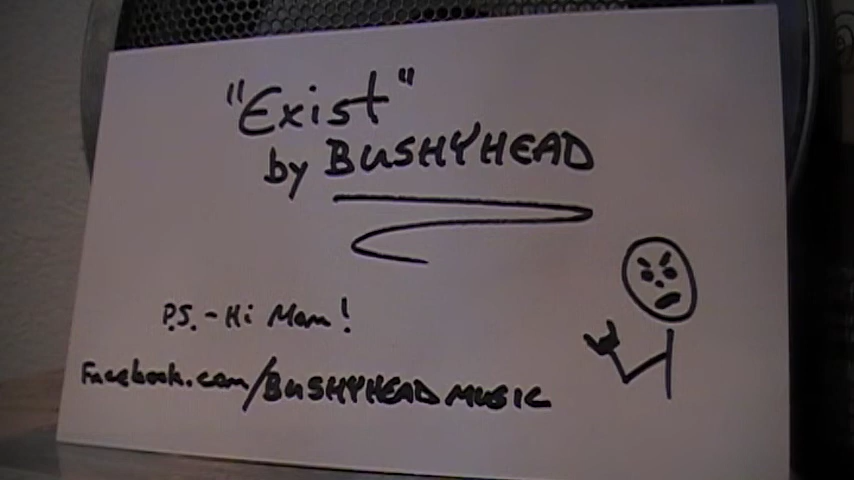 "Exist"
by BUSHYHEAD
P.S. - Hi Mom!
Facebook.com/BUSHYHEADMUSIC